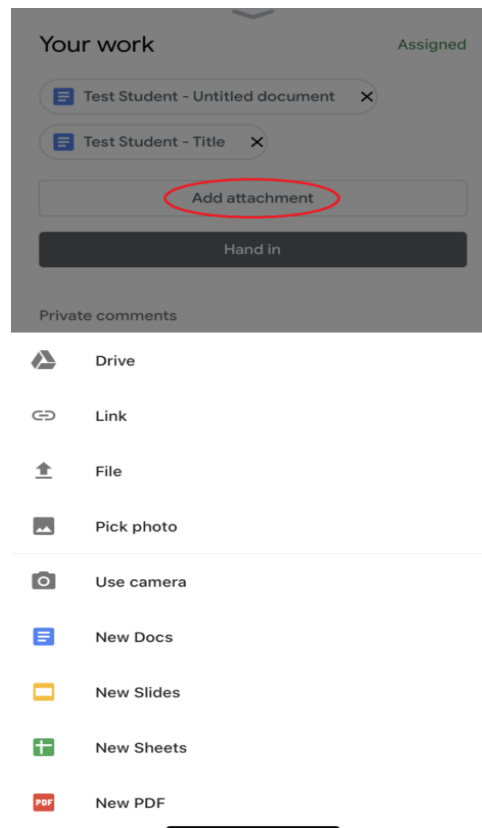 Your work Assigned
Test Student - Untitled document
Test Student - Title
Add attachment
Hand in
Private comments
Drive
Link
File
Pick photo
Use camera
New Docs
New Slides
New Sheets
PDF New PDF